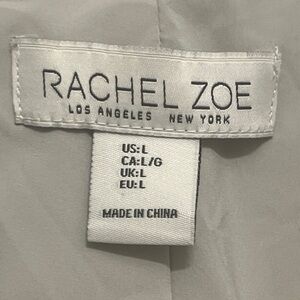 RACHEL ZOE
LOS ANGELES NEW YORK
US: L
CA: L/G
UK: L
EU: L
MADE IN CHINA